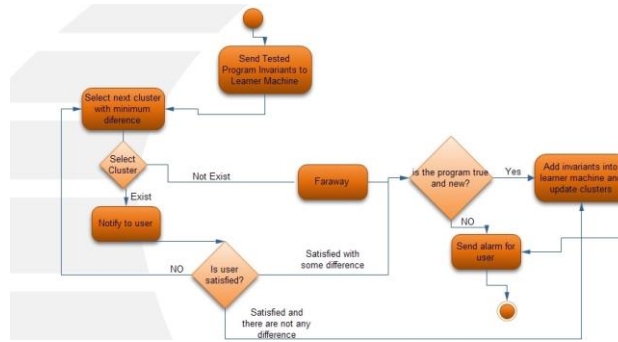 Send Tested
Program Invariants to
Learner Machine
Select next cluster
with minimum
diference
Select
Cluster
Not Exist
Faraway
is the program true
and new?
Yes
Add invariants into
learner machine and
update clusters
Exist
Notify to user
NO
Send alarm for
user
Is user
satisfied?
NO
Satisfied with
some difference
Satisfied and
there are not any
difference